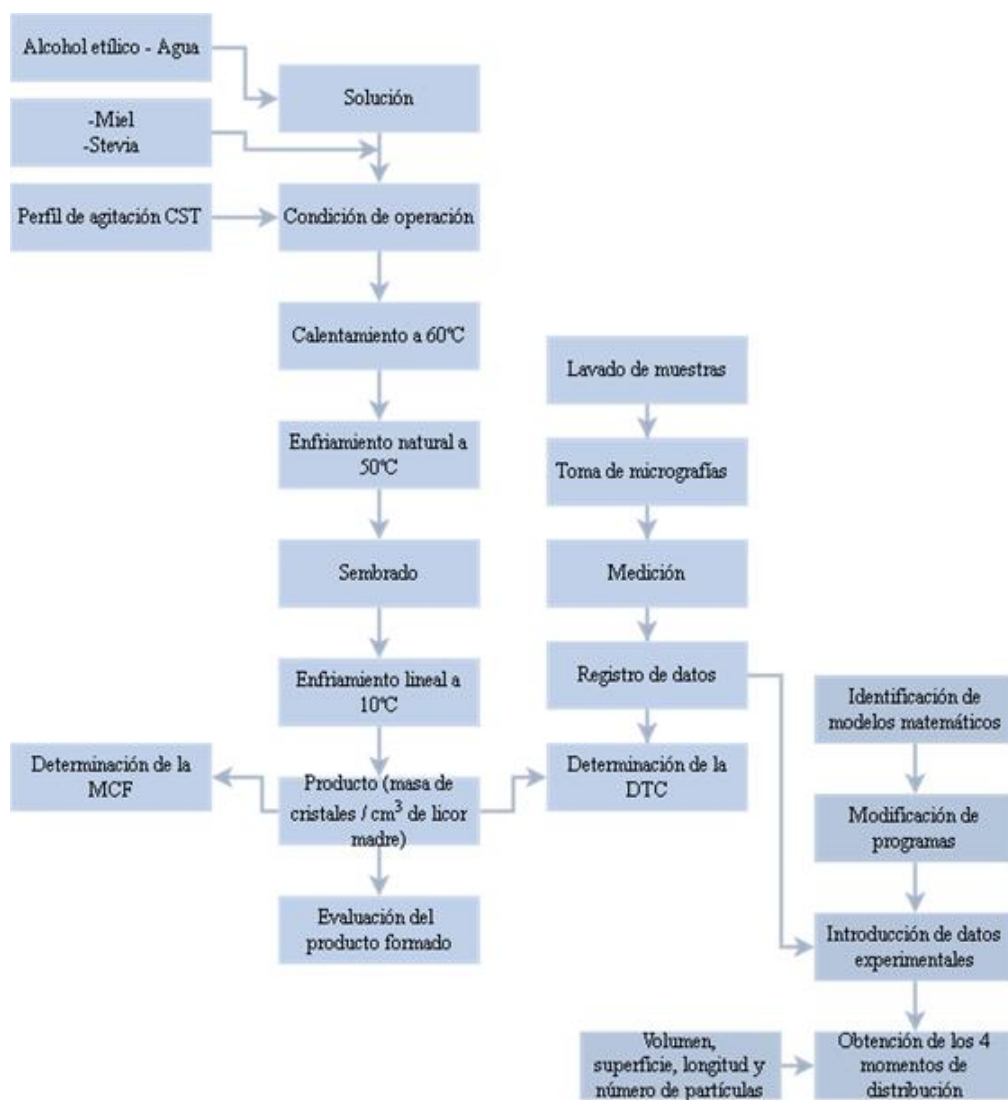 Alcohol etílico - Agua
Solución
-Miel
-Stevia
Perfil de agitación CST
Condición de operación
Calentamiento a 60°C
Enfriamiento natural a
50°C
Sembrado
Enfriamiento lineal a
10°C
Determinación de la
MCF
Producto (masa de
cristales / cm³ de licor
madre)
Evaluación del
producto formado
Lavado de muestras
Toma de micrografías
Medición
Registro de datos
Determinación de la
DTC
Identificación de
modelos matemáticos
Modificación de
programas
Introducción de datos
experimentales
Volumen,
superficie, longitud y
número de partículas
Obtención de los 4
momentos de
distribución